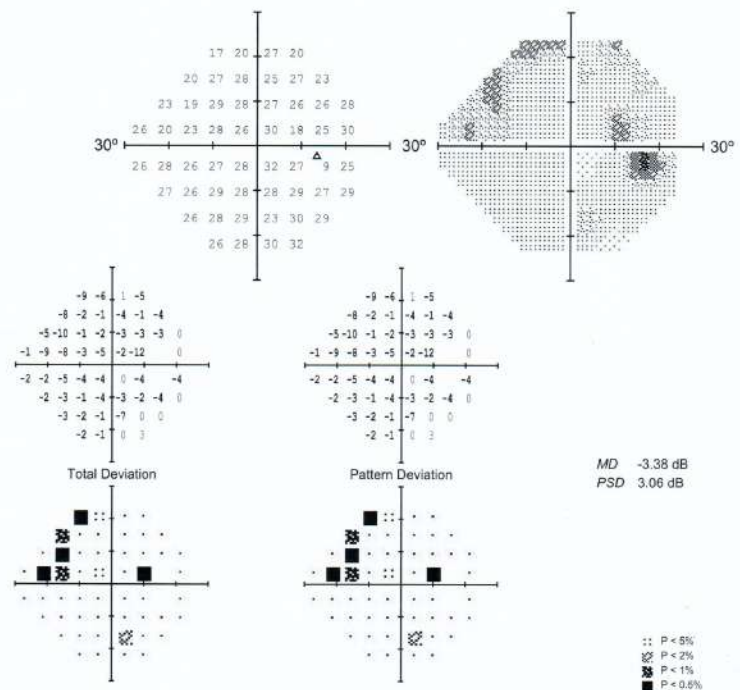 17 20 27 20
20 27 28 25 27 23
23 19 29 28 27 26 26 28
26 20 23 28 26 30 18 25 30
30° 30°
26 28 26 27 28 32 27 9 25
27 26 29 28 28 29 27 29
26 28 29 23 30 29
26 28 30 32
-9 -6 1 -5
-8 -2 -1 -4 -1 -4
-5 -10 -1 -2 -3 -3 -3 0
-1 -9 -8 -3 -5 -2 -12 0
-2 -2 -5 -4 -4 0 -4 -4
-2 -3 -1 -4 -3 -2 -4 0
-3 -2 -1 -7 0 0
-2 -1 0 3
Total Deviation
-9 -6 1 -5
-8 -2 -1 -4 -1 -4
-5 -10 -1 -2 -3 -3 -3 0
-1 -9 -8 -3 -5 -2 -12 0
-2 -2 -5 -4 -4 0 -4 -4
-2 -3 -1 -4 -3 -2 -4 0
-3 -2 -1 -7 0 0
-2 -1 0 3
Pattern Deviation
MD -3.38 dB
PSD 3.06 dB
P < 5%
P < 2%
P < 1%
P < 0.5%